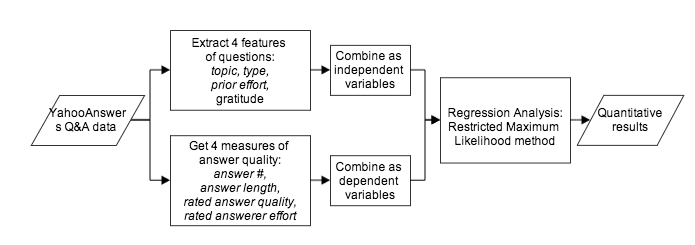 YahooAnswer
s Q&A data
Extract 4 features
of questions:
topic, type,
prior effort,
gratitude
Combine as
independent
variables
Get 4 measures of
answer quality:
answer #,
answer length,
rated answer quality,
rated answerer effort
Combine as
dependent
variables
Regression Analysis:
Restricted Maximum
Likelihood method
Quantitative
results